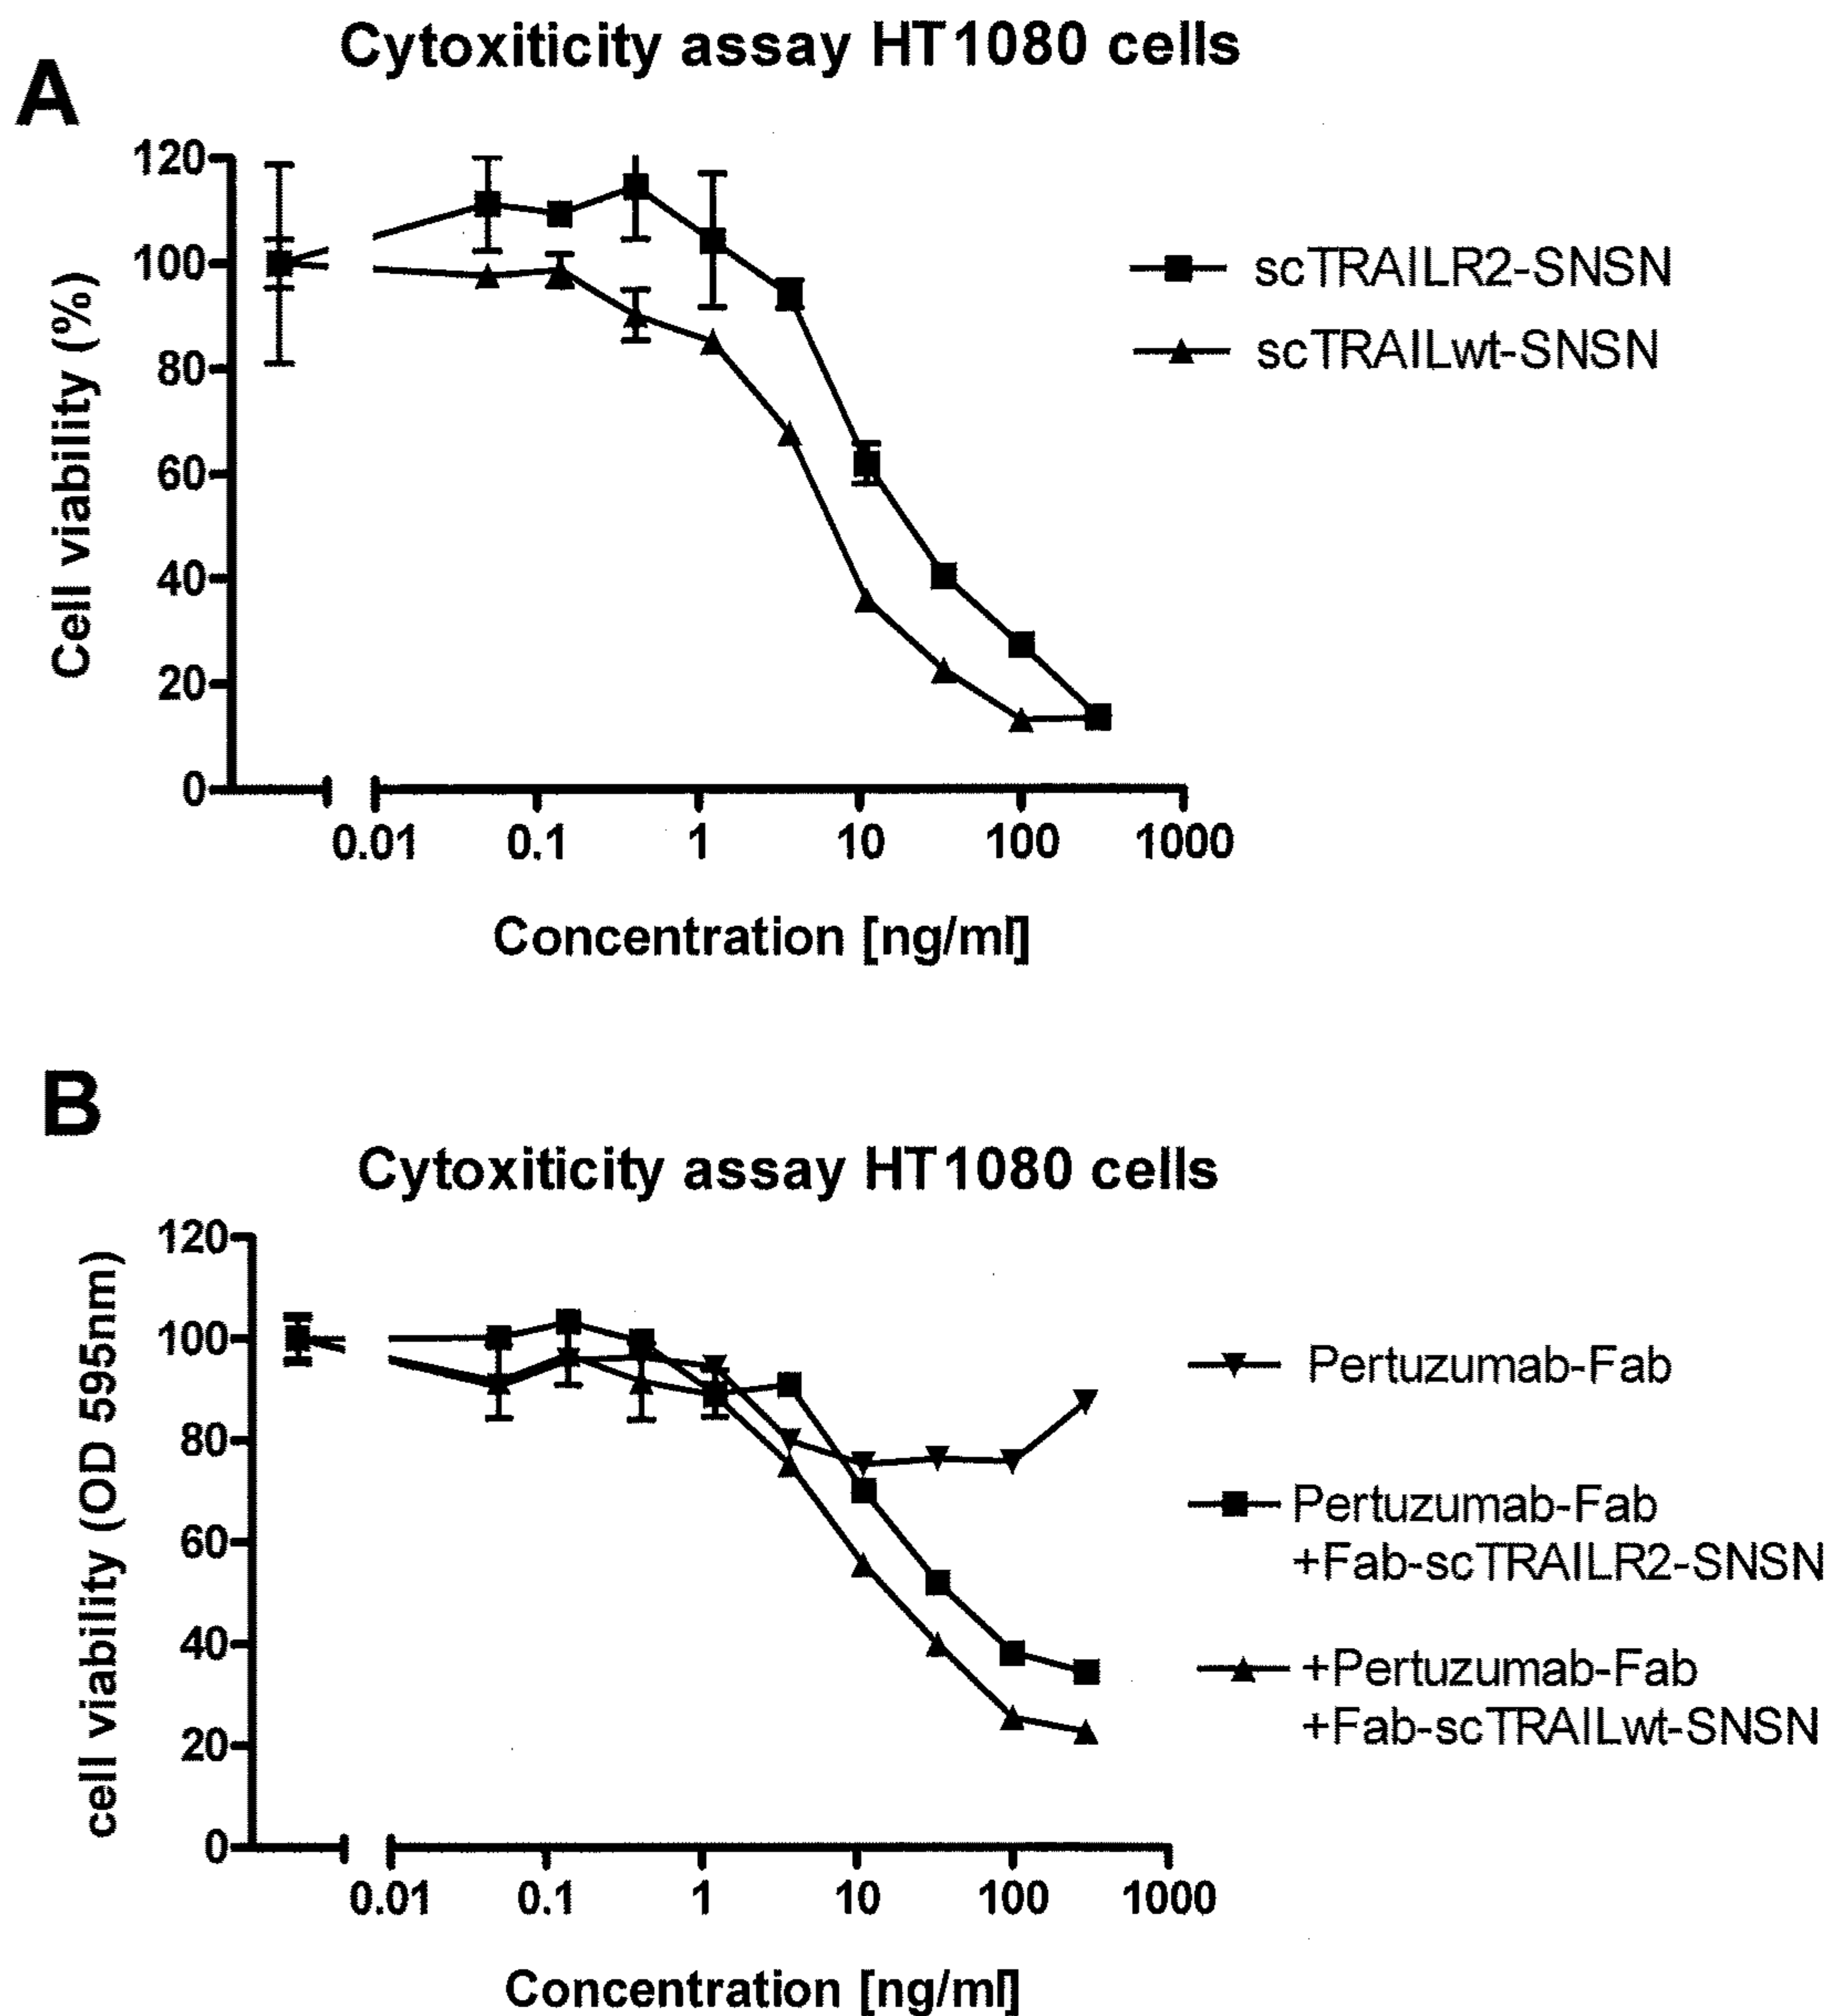 A
Cytoxiticity assay HT1080 cells
120
100
80
60
40
20
0
Cell viability (%)
0.01 0.1 1 10 100 1000
Concentration [ng/ml]
scTRAILR2-SNSN
scTRAILwt-SNSN
B
Cytoxiticity assay HT1080 cells
120
100
80
60
40
20
0
cell viability (OD 595nm)
0.01 0.1 1 10 100 1000
Concentration [ng/ml]
Pertuzumab-Fab
Pertuzumab-Fab
+Fab-scTRAILR2-SNSN
+Pertuzumab-Fab
+Fab-scTRAILwt-SNSN